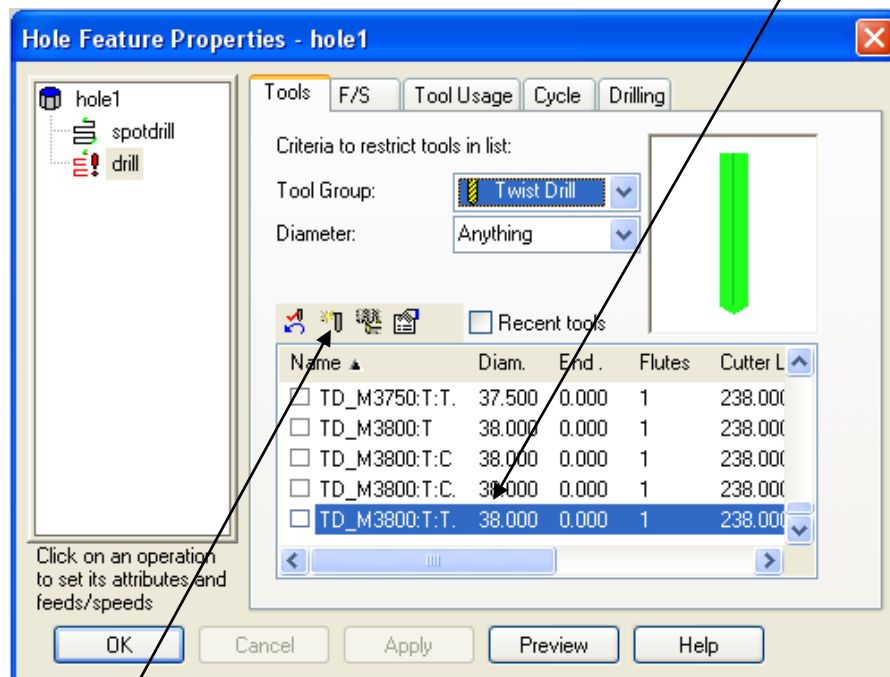 Hole Feature Properties - hole1
hole1
spotdrill
drill
Tools F/S Tool Usage Cycle Drilling
Criteria to restrict tools in list:
Tool Group: Twist Drill
Diameter: Anything
Recent tools
Name Diam. End . Flutes Cutter L
TD_M3750:T:T. 37.500 0.000 1 238.000
TD_M3800:T 38.000 0.000 1 238.000
TD_M3800:T:C 38.000 0.000 1 238.000
TD_M3800:T:C. 38.000 0.000 1 238.000
TD_M3800:T:T. 38.000 0.000 1 238.000
Click on an operation
to set its attributes and
feeds/speeds
OK Cancel Apply Preview Help